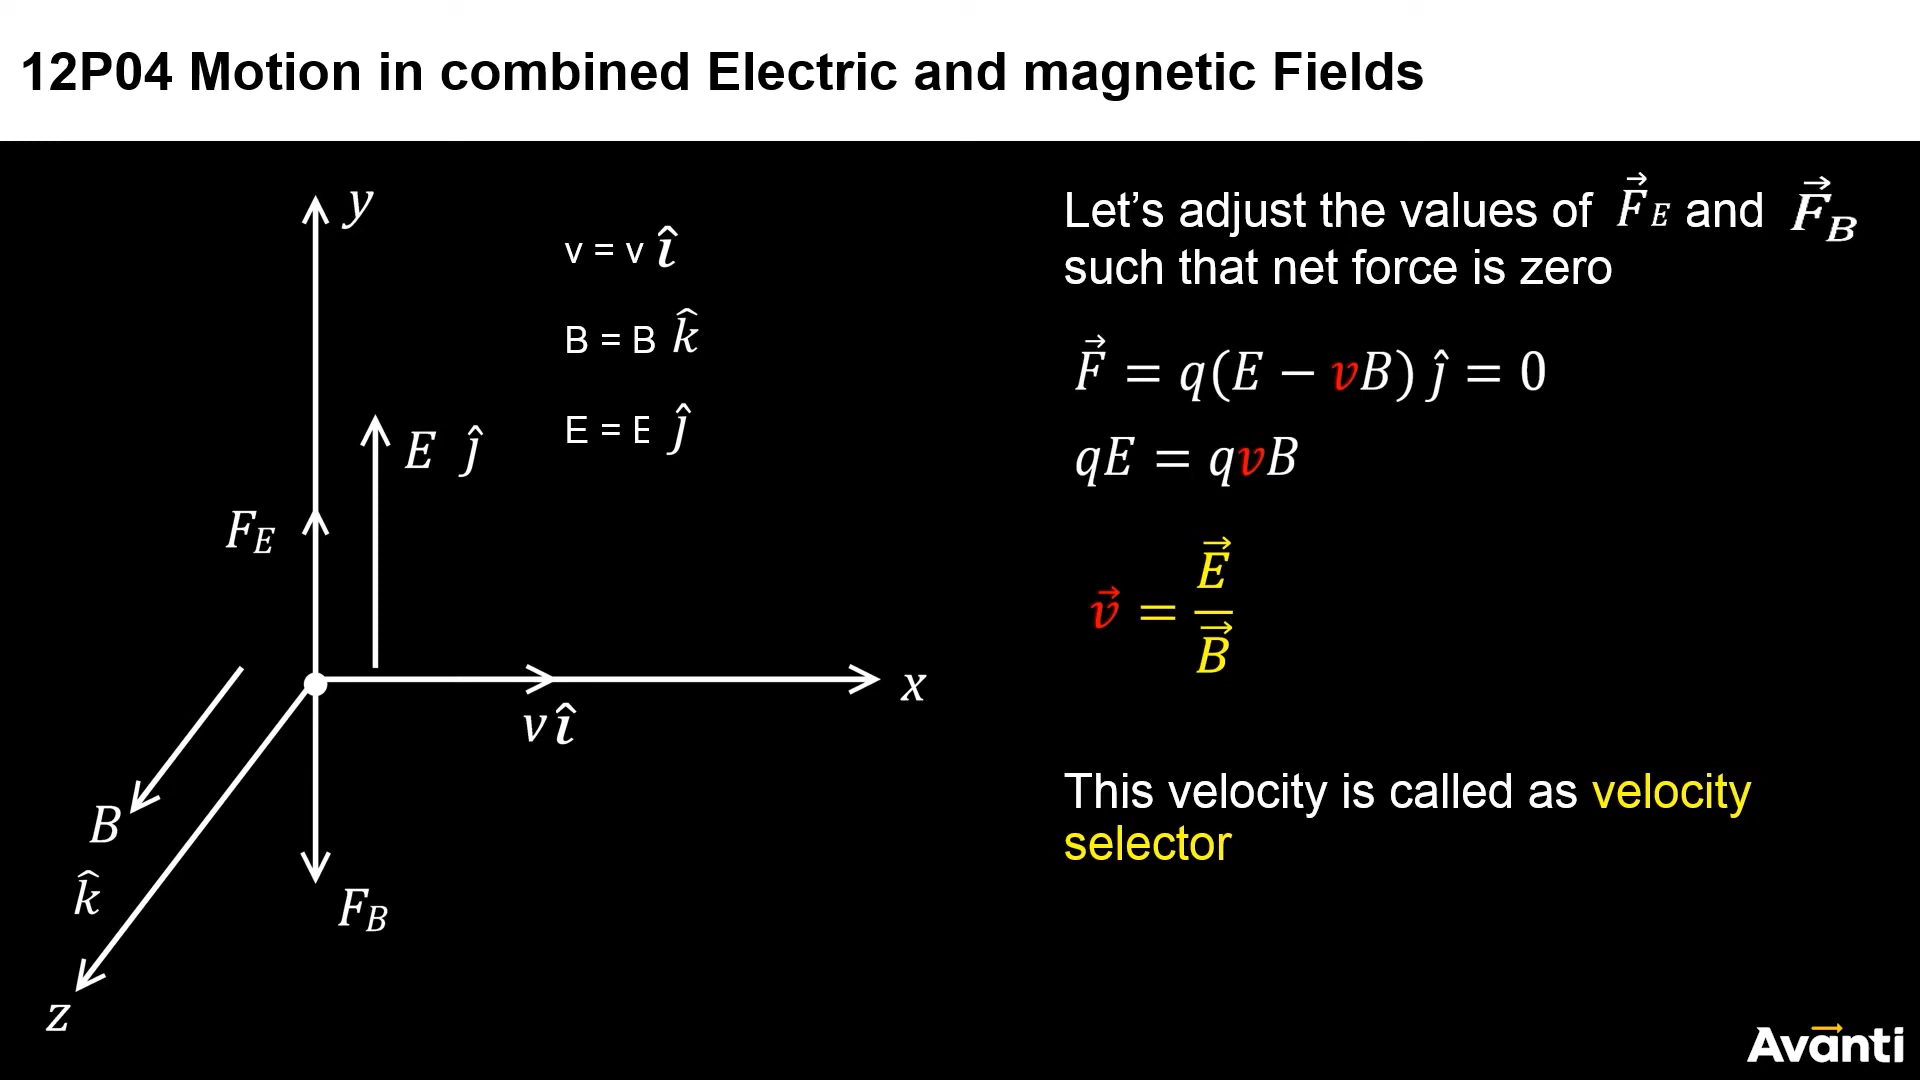 12P04 Motion in combined Electric and magnetic Fields
y
v = v î
B = B k̂
E = E ĵ
E ĵ
F_E
x
v î
B
k̂
F_B
z
Let’s adjust the values of F⃗_E and F⃗_B
such that net force is zero
F⃗ = q(E − vB) ĵ = 0
qE = qvB
v⃗ = E⃗ / B⃗
This velocity is called as velocity
selector
Avanti